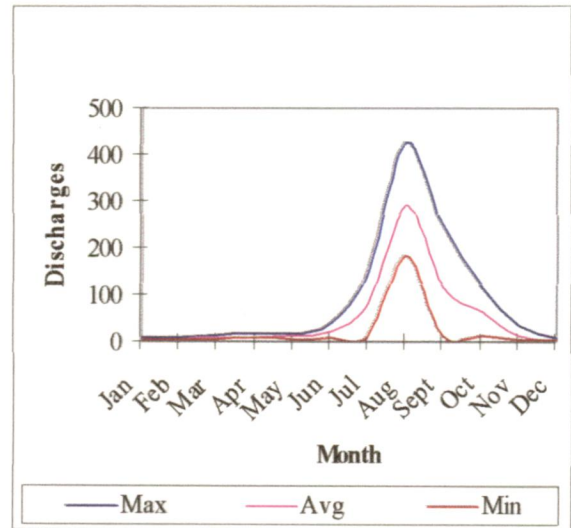 500
400
300
200
100
0
Discharges
Jan
Feb
Mar
Apr
May
Jun
Jul
Aug
Sept
Oct
Nov
Dec
Month
Max
Avg
Min